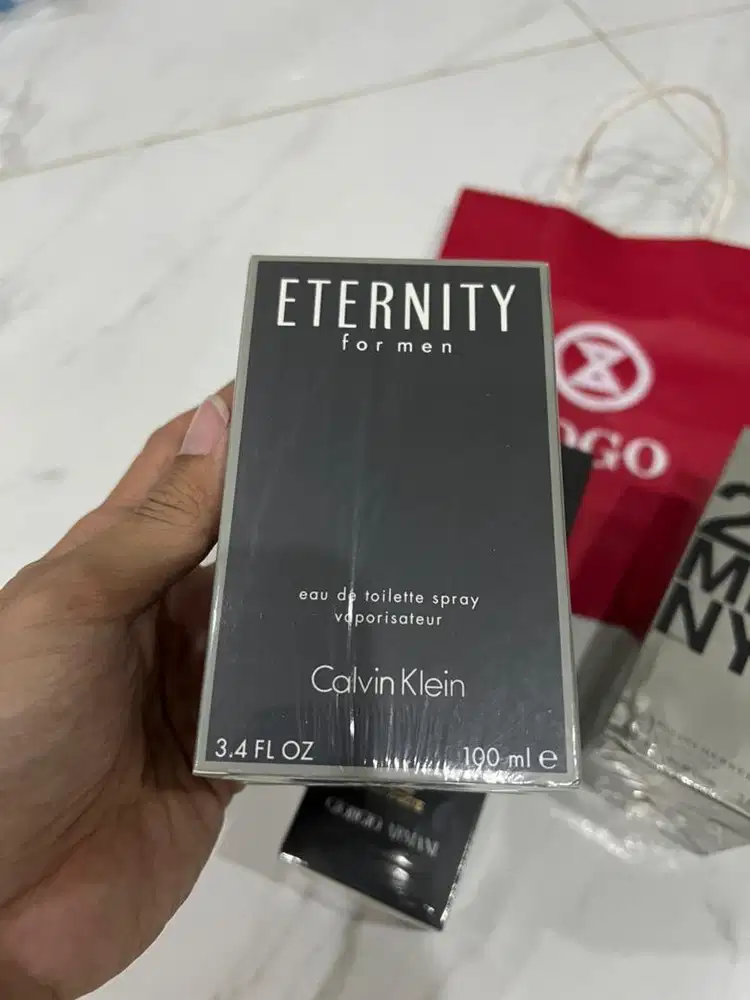 ETERNITY
for men
eau de toilette spray
vaporisateur
Calvin Klein
3.4 FL OZ
100 ml e
OGO
2
M
NY
GIORGIO ARMANI